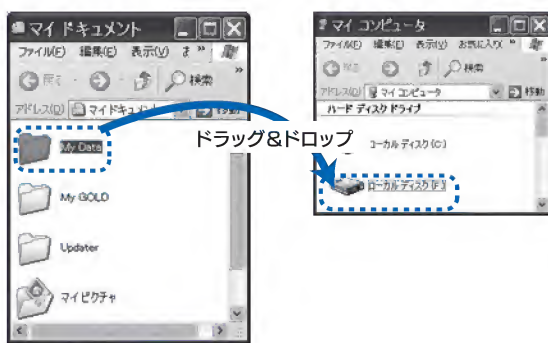 マイ ドキュメント
ファイル(F) 編集(E) 表示(V) ま »
戻る 検索 »
アドレス(D) マイドキュメント 移動
My Data
My GOLD
Updater
マイピクチャ
ドラッグ&ドロップ
マイ コンピュータ
ファイル(F) 編集(E) 表示(V) お気に入り( »
戻る 検索 »
アドレス(D) マイ コンピュータ 移動
ハード ディスク ドライブ
ローカル ディスク (C:)
ローカル ディスク (F:)